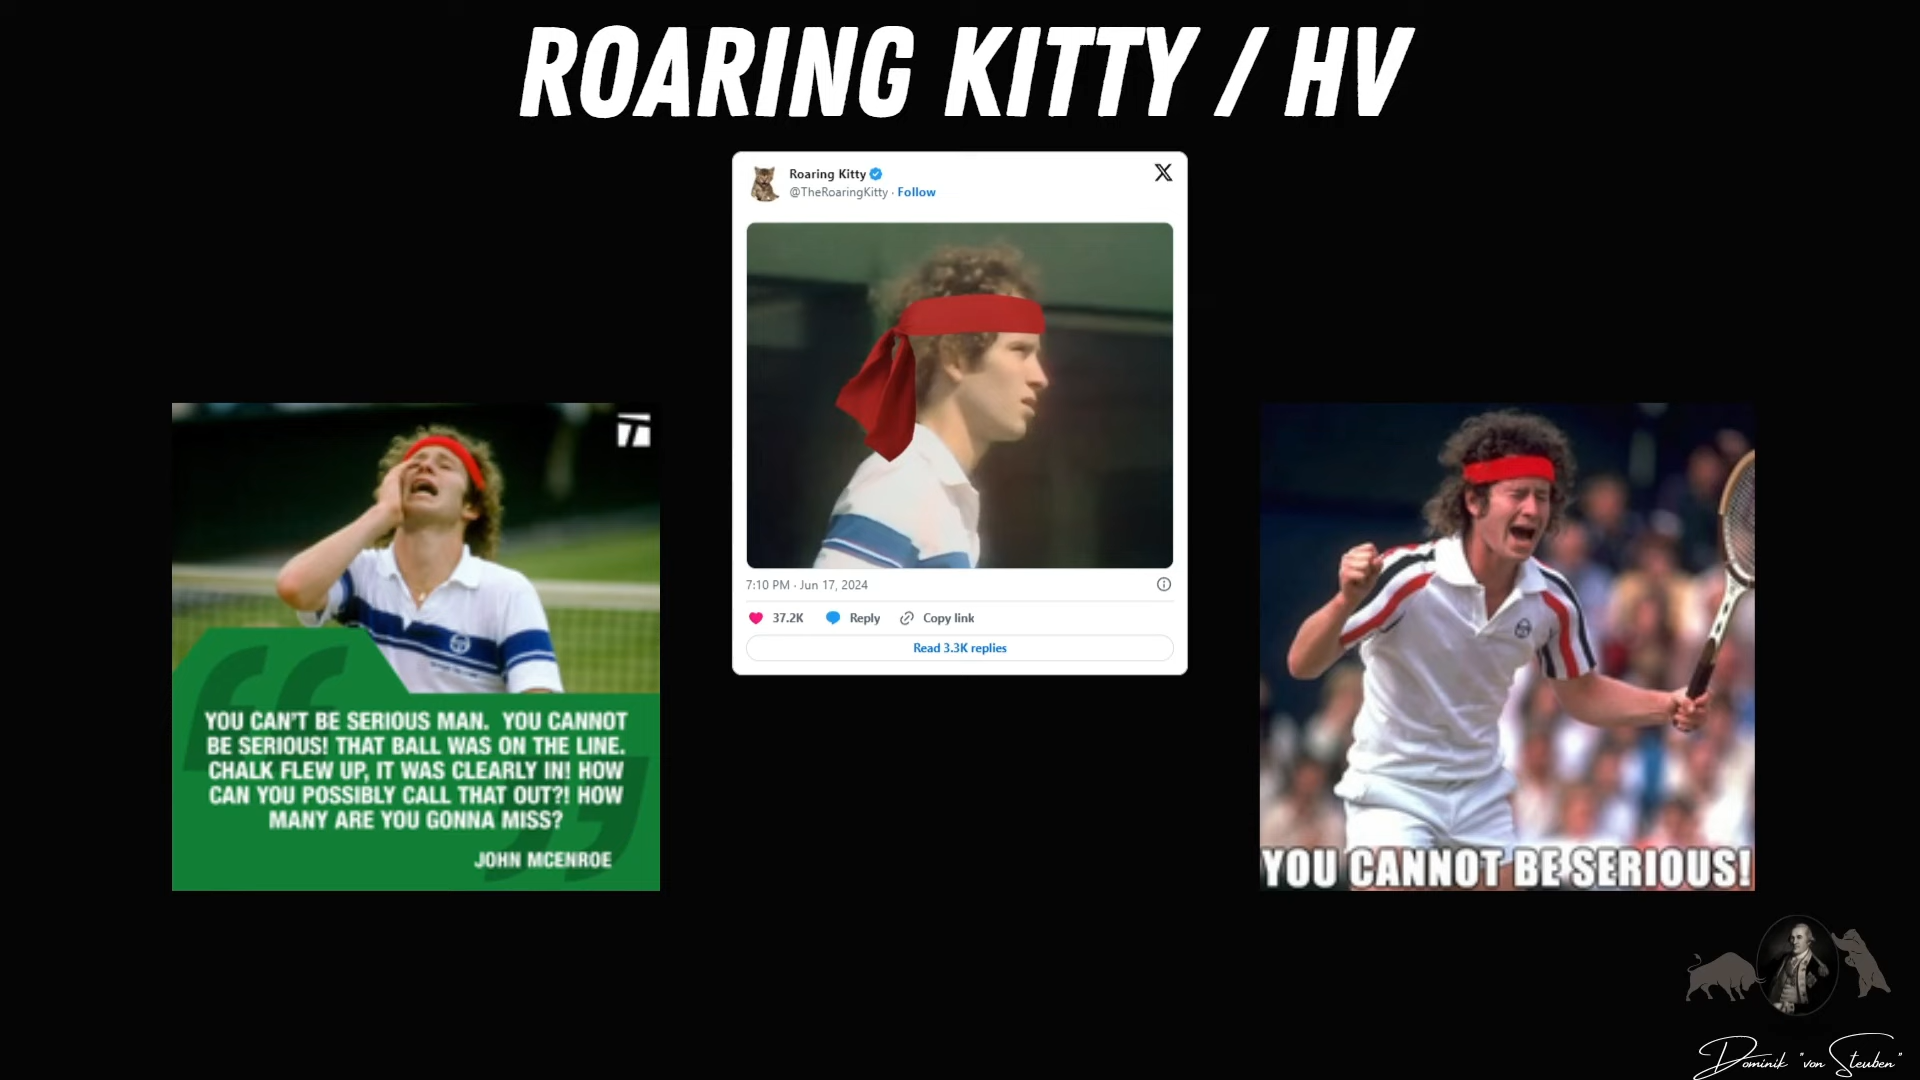 ROARING KITTY / HV
Roaring Kitty
@TheRoaringKitty · Follow
7:10 PM · Jun 17, 2024
37.2K Reply Copy link
Read 3.3K replies
YOU CAN'T BE SERIOUS MAN. YOU CANNOT
BE SERIOUS! THAT BALL WAS ON THE LINE.
CHALK FLEW UP, IT WAS CLEARLY IN! HOW
CAN YOU POSSIBLY CALL THAT OUT?! HOW
MANY ARE YOU GONNA MISS?
JOHN MCENROE
YOU CANNOT BE SERIOUS!
Dominik "von Steuben"